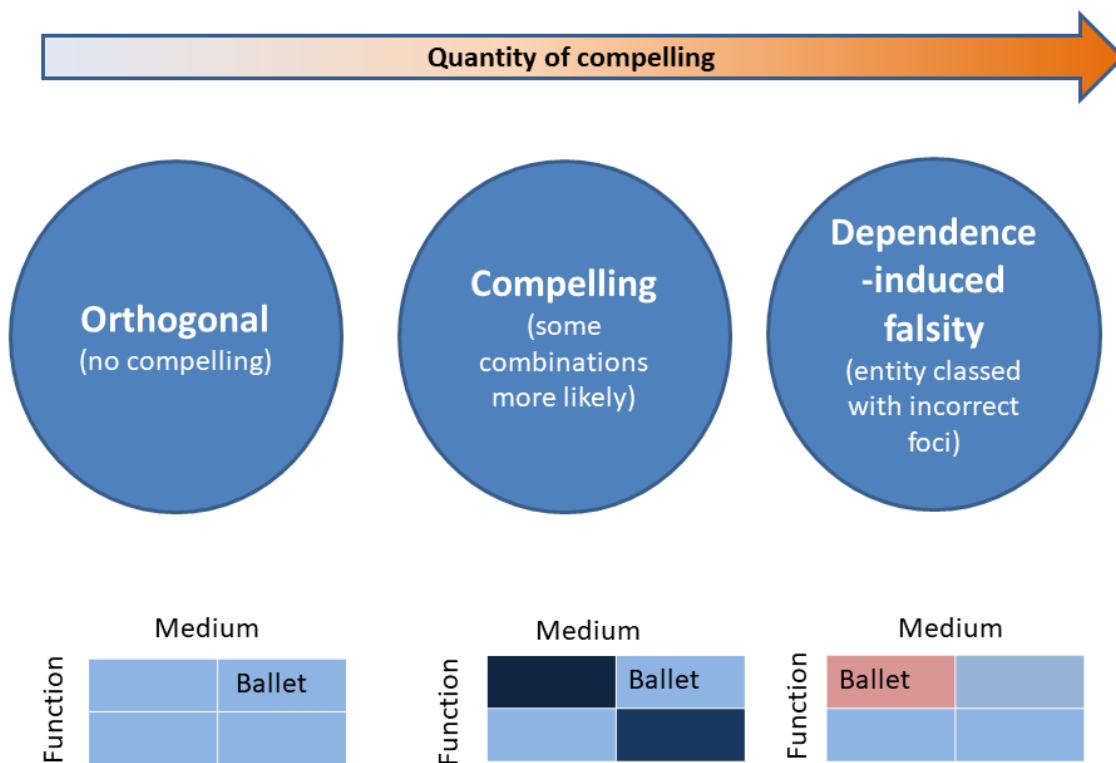 Quantity of compelling
Orthogonal
(no compelling)
Compelling
(some
combinations
more likely)
Dependence
-induced
falsity
(entity classed
with incorrect
foci)
Medium
Function
Ballet
Medium
Function
Ballet
Medium
Function
Ballet